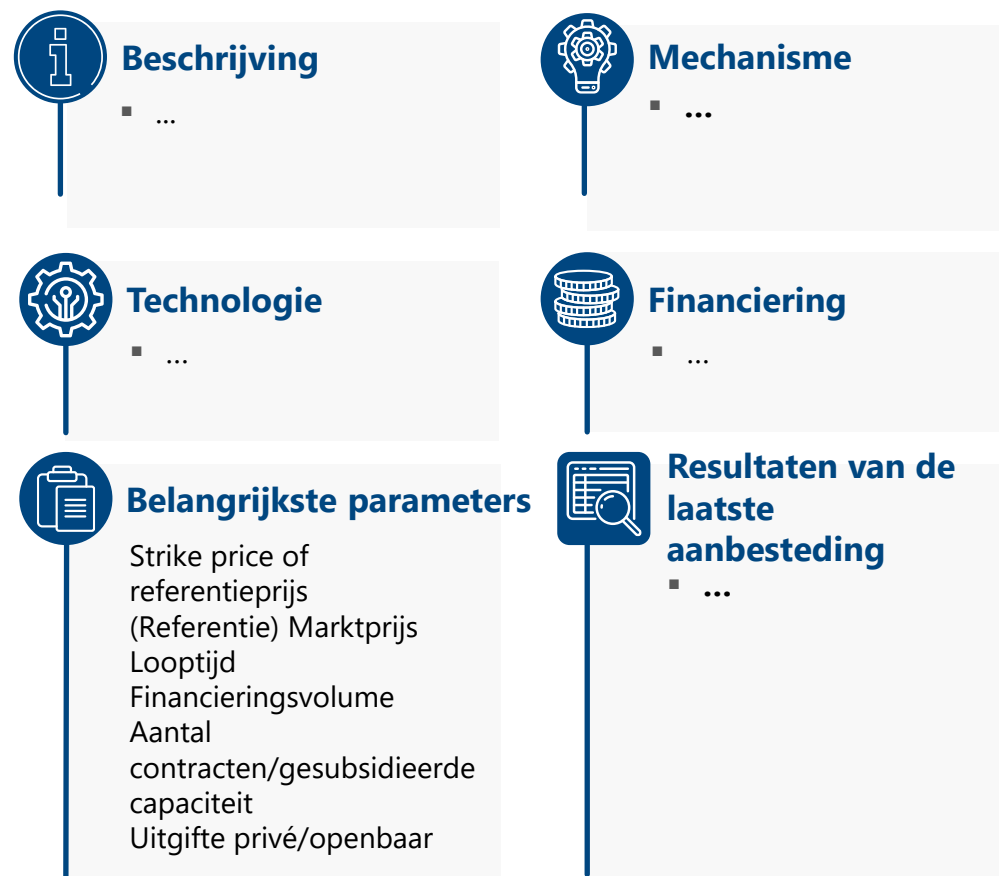 Beschrijving
▪ ...
Mechanisme
▪ ...
Technologie
▪ ...
Financiering
▪ ...
Belangrijkste parameters
Strike price of
referentieprijs
(Referentie) Marktprijs
Looptijd
Financieringsvolume
Aantal
contracten/gesubsidieerde
capaciteit
Uitgifte privé/openbaar
Resultaten van de
laatste
aanbesteding
▪ ...